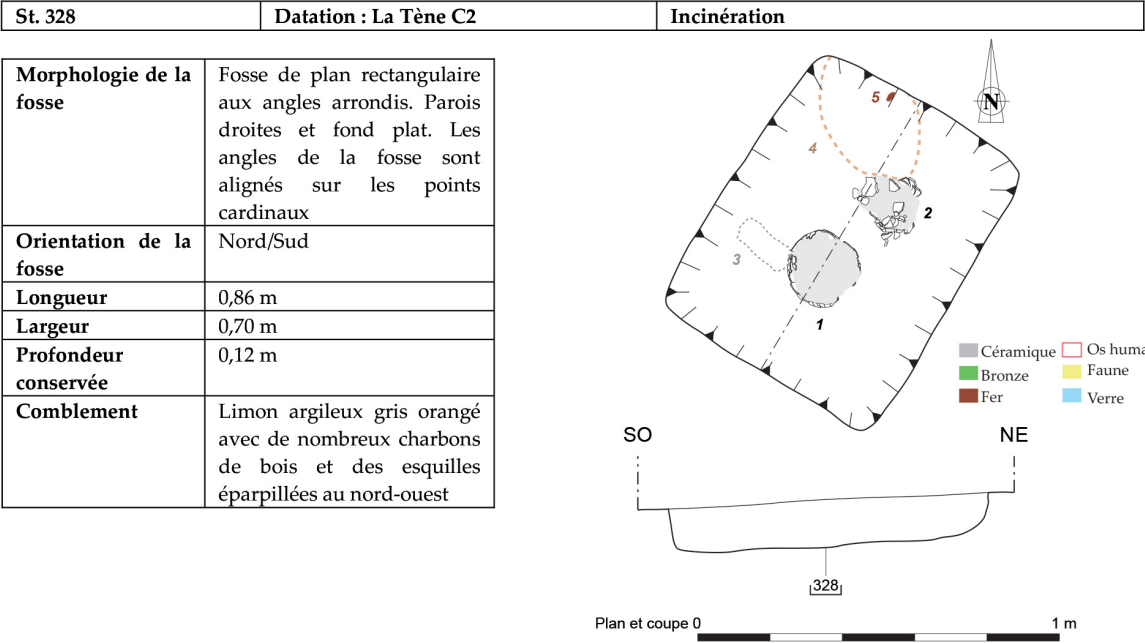 St. 328 Datation : La Tène C2 Incinération
Morphologie de la fosse
Fosse de plan rectangulaire
aux angles arrondis. Parois
droites et fond plat. Les
angles de la fosse sont
alignés sur les points
cardinaux
Orientation de la
fosse
Nord/Sud
Longueur 0,86 m
Largeur 0,70 m
Profondeur
conservée
0,12 m
Comblement
Limon argileux gris orangé
avec de nombreux charbons
de bois et des esquilles
éparpillées au nord-ouest
N
5
4
2
3
1
Céramique
Bronze
Fer
Os huma
Faune
Verre
SO NE
328
Plan et coupe 0 1 m